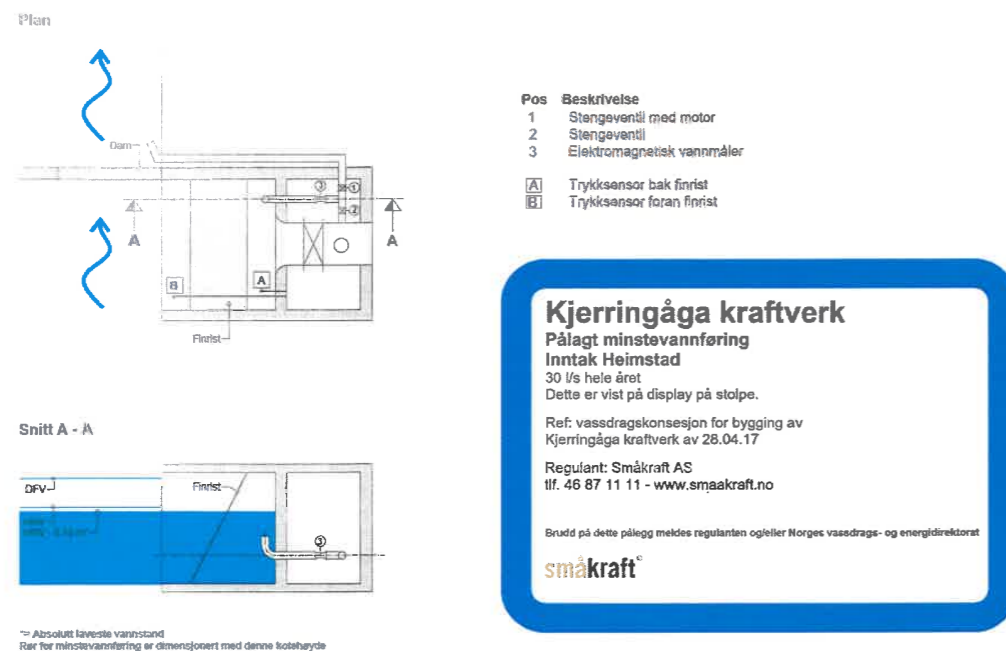 Plan
Dam
3
1
2
A
A
B
A
Finrist
Snitt A - A
DFV
Finrist
3
*= Absolutt laveste vannstand
Rør for minstevannføring er dimensjonert med denne kotehøyde
Pos Beskrivelse
1 Stengeventil med motor
2 Stengeventil
3 Elektromagnetisk vannmåler
A Trykksensor bak finrist
B Trykksensor foran finrist
Kjerringåga kraftverk
Pålagt minstevannføring
Inntak Heimstad
30 l/s hele året
Dette er vist på display på stolpe.
Ref: vassdragskonsesjon for bygging av
Kjerringåga kraftverk av 28.04.17
Regulant: Småkraft AS
tlf. 46 87 11 11 - www.smaakraft.no
Brudd på dette pålegg meldes regulanten og/eller Norges vassdrags- og energidirektorat
småkraft